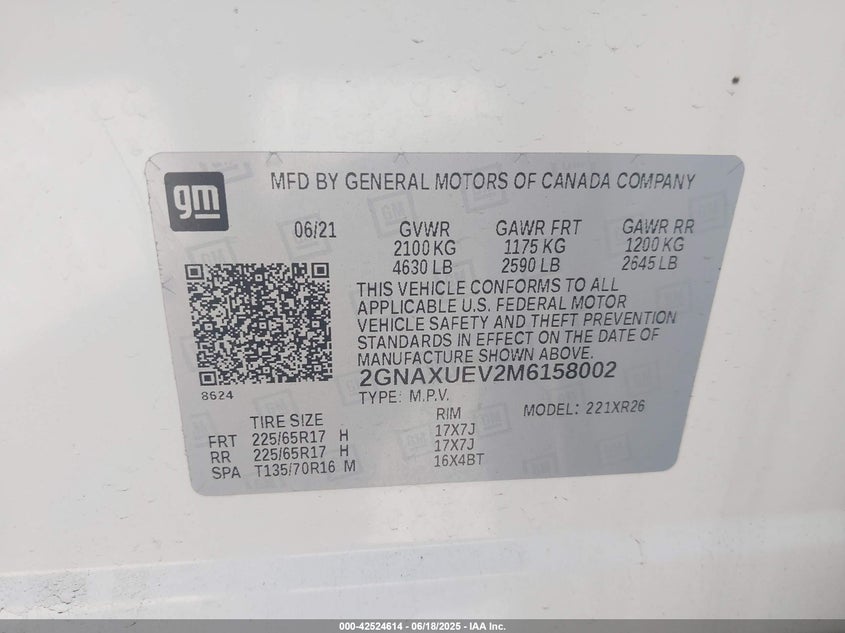 gm
MFD BY GENERAL MOTORS OF CANADA COMPANY
06/21 GVWR GAWR FRT GAWR RR
2100 KG 1175 KG 1200 KG
4630 LB 2590 LB 2645 LB
THIS VEHICLE CONFORMS TO ALL
APPLICABLE U.S. FEDERAL MOTOR
VEHICLE SAFETY AND THEFT PREVENTION
STANDARDS IN EFFECT ON THE DATE OF
MANUFACTURE SHOWN ABOVE.
2GNAXUEV2M6158002
8624
TYPE: M.P.V. MODEL: 221XR26
TIRE SIZE RIM
FRT 225/65R17 H 17X7J
RR 225/65R17 H 17X7J
SPA T135/70R16 M 16X4BT
000-42524614 - 06/18/2025 - IAA Inc.